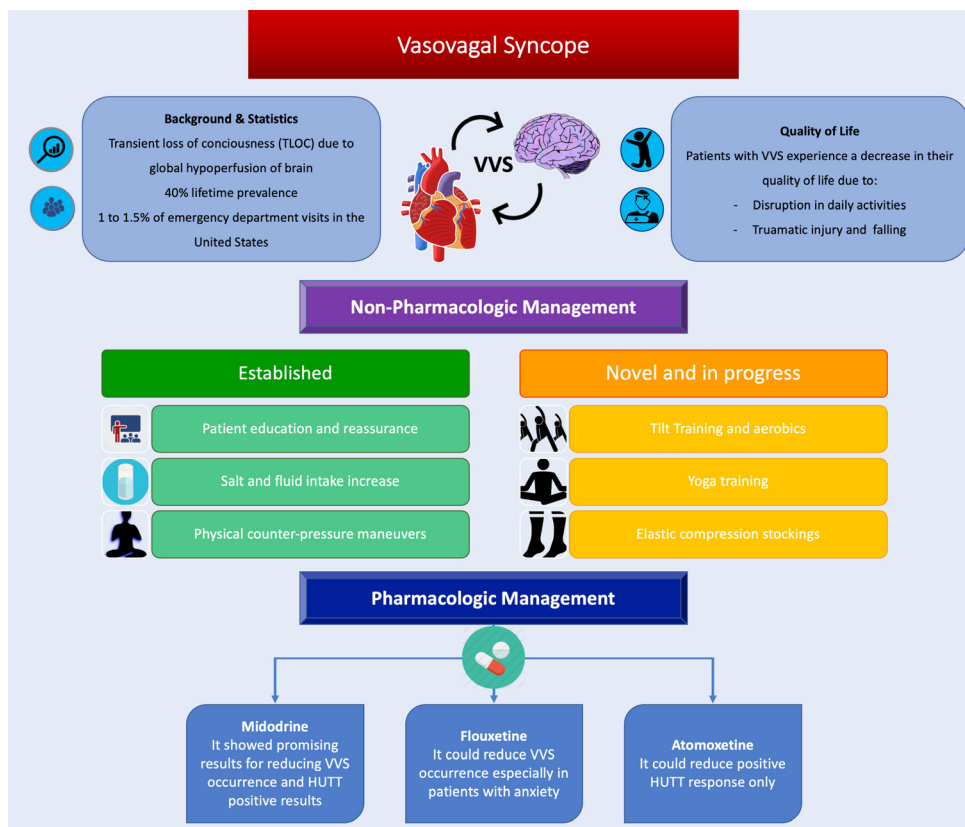 Vasovagal Syncope
Background & Statistics
Transient loss of conciousness (TLOC) due to
global hypoperfusion of brain
40% lifetime prevalence
1 to 1.5% of emergency department visits in the
United States
VVS
Quality of Life
Patients with VVS experience a decrease in their
quality of life due to:
- Disruption in daily activities
- Truamatic injury and falling
Non-Pharmacologic Management
Established
Patient education and reassurance
Salt and fluid intake increase
Physical counter-pressure maneuvers
Novel and in progress
Tilt Training and aerobics
Yoga training
Elastic compression stockings
Pharmacologic Management
Midodrine
It showed promising
results for reducing VVS
occurrence and HUTT
positive results
Flouxetine
It could reduce VVS
occurrence especially in
patients with anxiety
Atomoxetine
It could reduce positive
HUTT response only